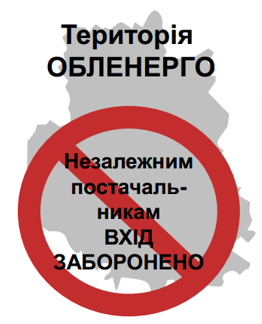 Територія
ОБЛЕНЕРГО
Незалежним
постачаль-
никам
ВХІД
ЗАБОРОНЕНО